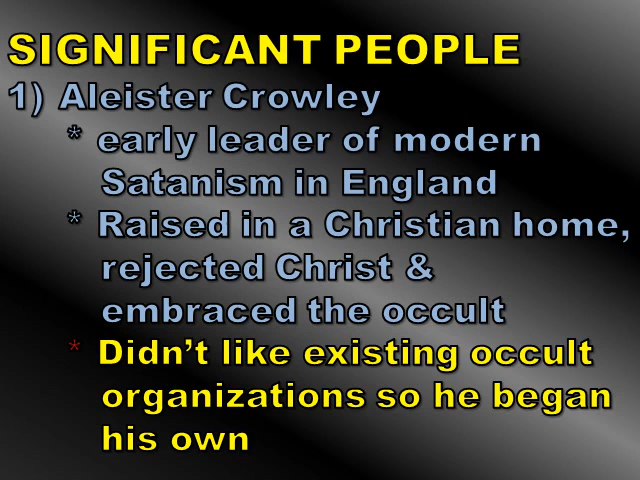 SIGNIFICANT PEOPLE
1) Aleister Crowley
* early leader of modern
Satanism in England
* Raised in a Christian home,
rejected Christ &
embraced the occult
* Didn’t like existing occult
organizations so he began
his own